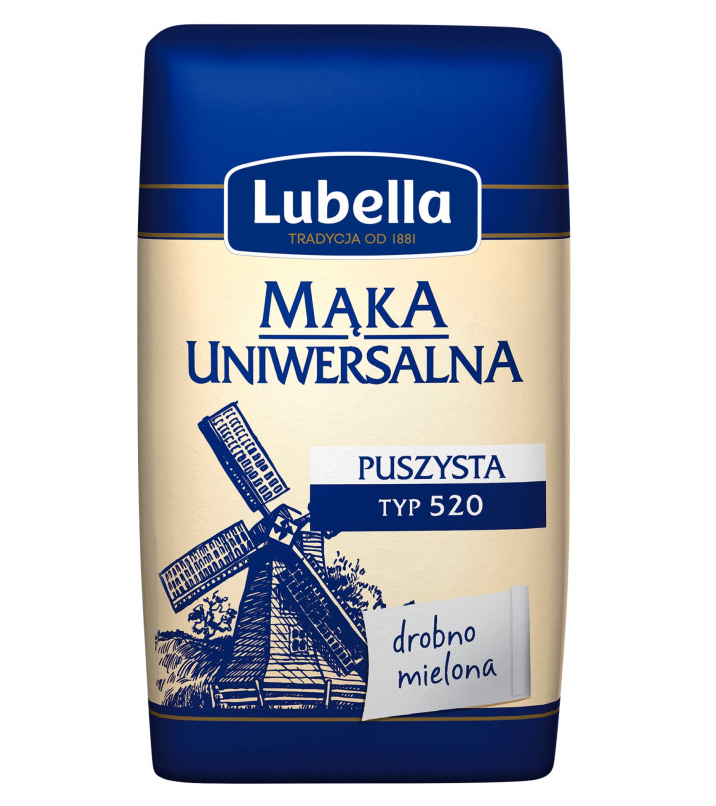 Lubella
TRADYCJA OD 1881
MĄKA
UNIWERSALNA
PUSZYSTA
TYP 520
drobno
mielona